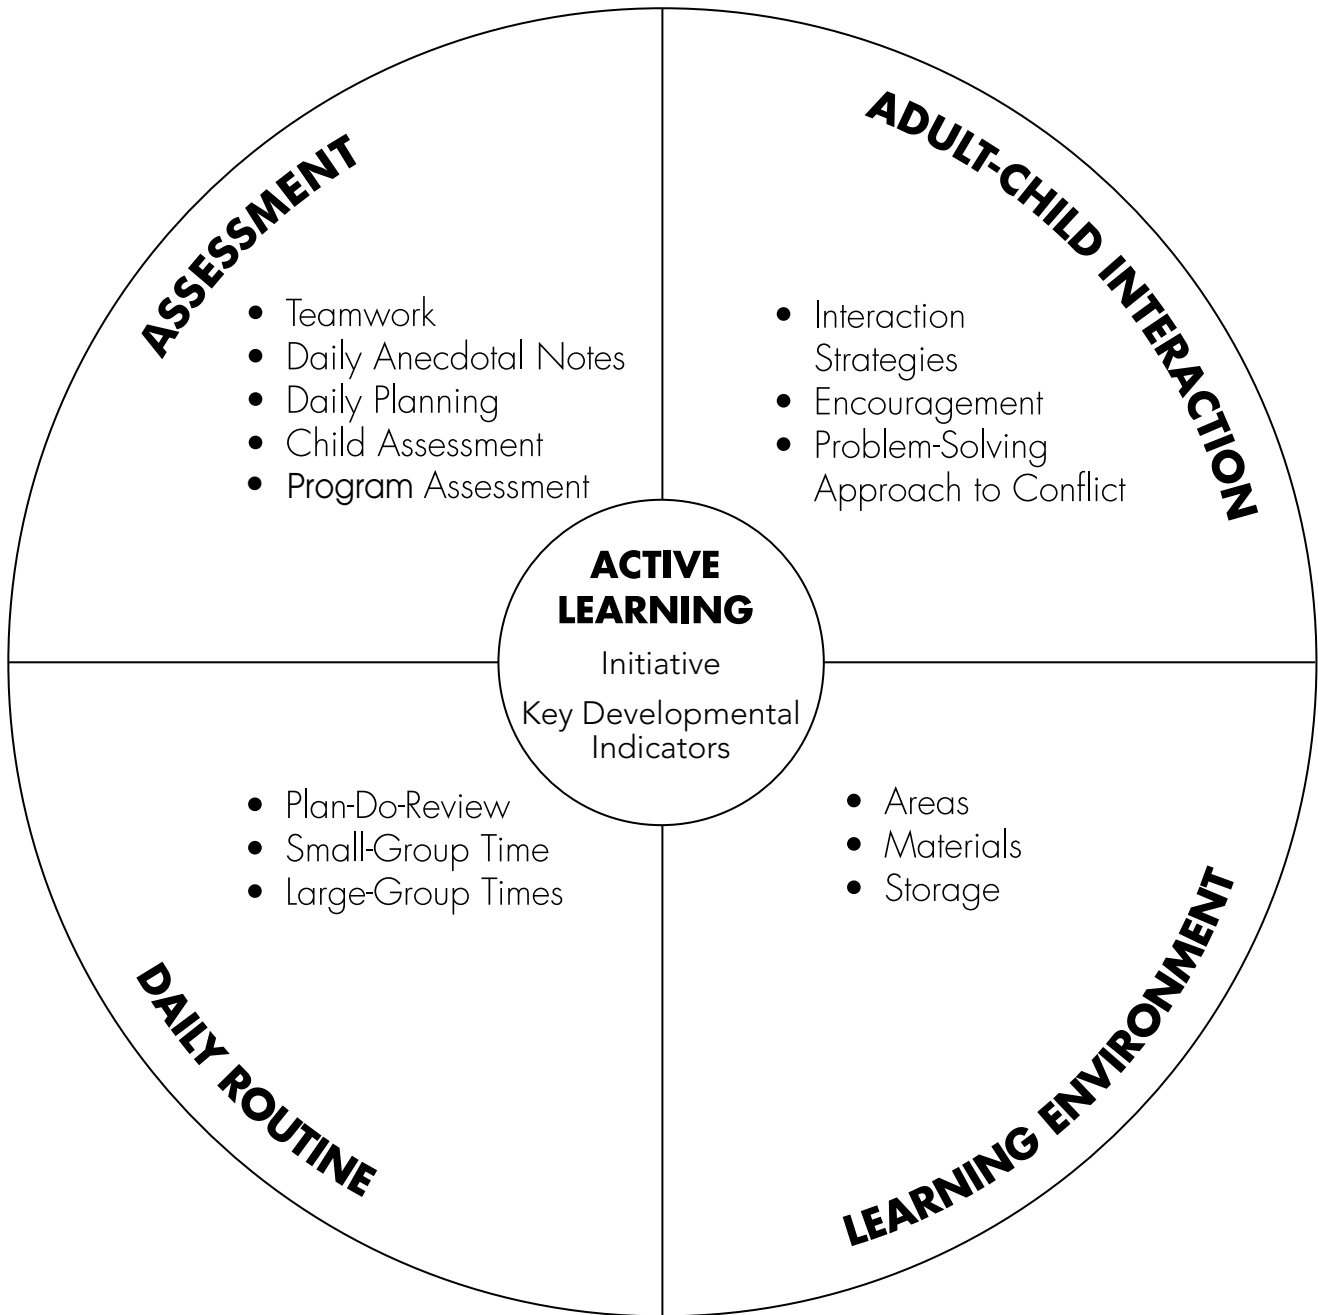 ASSESSMENT
• Teamwork
• Daily Anecdotal Notes
• Daily Planning
• Child Assessment
• Program Assessment
ADULT-CHILD INTERACTION
• Interaction
Strategies
• Encouragement
• Problem-Solving
Approach to Conflict
ACTIVE
LEARNING
Initiative
Key Developmental
Indicators
• Plan-Do-Review
• Small-Group Time
• Large-Group Times
DAILY ROUTINE
• Areas
• Materials
• Storage
LEARNING ENVIRONMENT